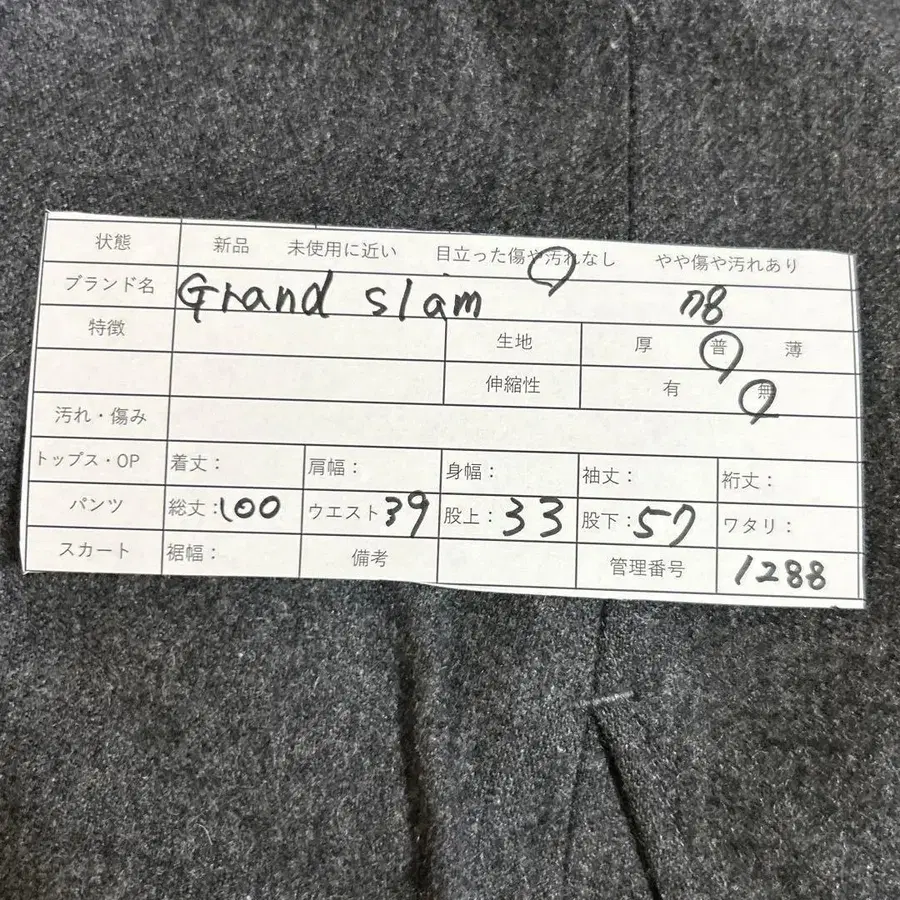 状態 新品 未使用に近い 目立った傷や汚れなし やや傷や汚れあり
ブランド名 Grand slam 78
特徴 生地 厚 普 薄
伸縮性 有 無
汚れ・傷み
トップス・OP 着丈： 肩幅： 身幅： 袖丈： 裄丈：
パンツ 総丈：100 ウエスト39 股上：33 股下：57 ワタリ：
スカート 裾幅： 備考 管理番号 1288